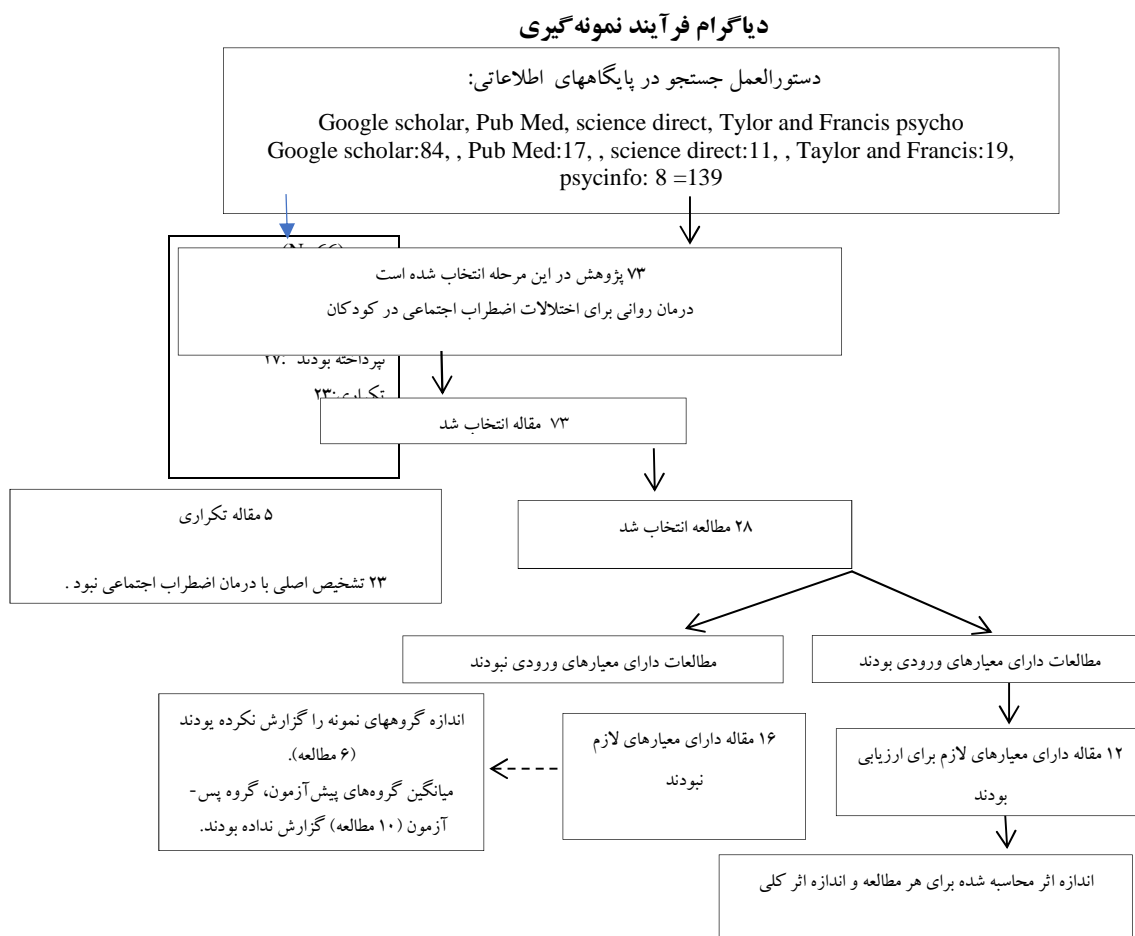 دیاگرام فرآیند نمونه‌گیری
دستورالعمل جستجو در پایگاههای اطلاعاتی:
Google scholar, Pub Med, science direct, Tylor and Francis psycho
Google scholar:84, , Pub Med:17, , science direct:11, , Taylor and Francis:19,
psycinfo: 8 =139
۷۳ پژوهش در این مرحله انتخاب شده است
درمان روانی برای اختلالات اضطراب اجتماعی در کودکان
نپرداخته بودند :۲۷
تکراری:۲۳
۷۳ مقاله انتخاب شد
۲۸ مطالعه انتخاب شد
۵ مقاله تکراری
۲۳ تشخیص اصلی با درمان اضطراب اجتماعی نبود .
مطالعات دارای معیارهای ورودی بودند
مطالعات دارای معیارهای ورودی نبودند
۱۲ مقاله دارای معیارهای لازم برای ارزیابی
بودند
۱۶ مقاله دارای معیارهای لازم
نبودند
اندازه گروههای نمونه را گزارش نکرده یودند
(۶ مطالعه).
میانگین گروه‌های پیش‌آزمون، گروه پس-
آزمون (۱۰ مطالعه) گزارش نداده بودند.
اندازه اثر محاسبه شده برای هر مطالعه و اندازه اثر کلی